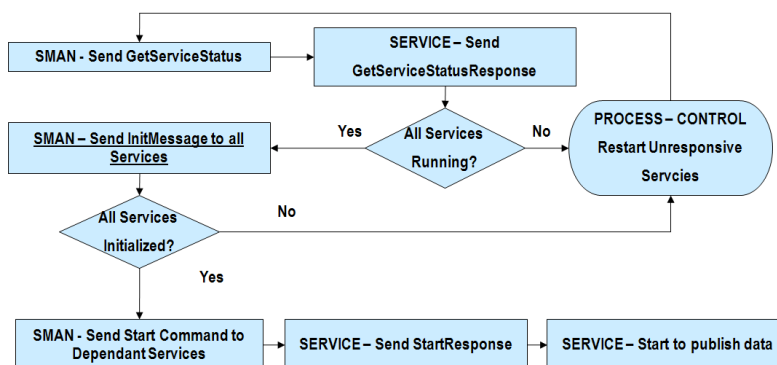 SMAN - Send GetServiceStatus
SERVICE – Send
GetServiceStatusResponse
SMAN – Send InitMessage to all
Services
Yes
All Services
Running?
No
PROCESS – CONTROL
Restart Unresponsive
Servcies
All Services
Initialized?
No
Yes
SMAN - Send Start Command to
Dependant Services
SERVICE – Send StartResponse
SERVICE – Start to publish data